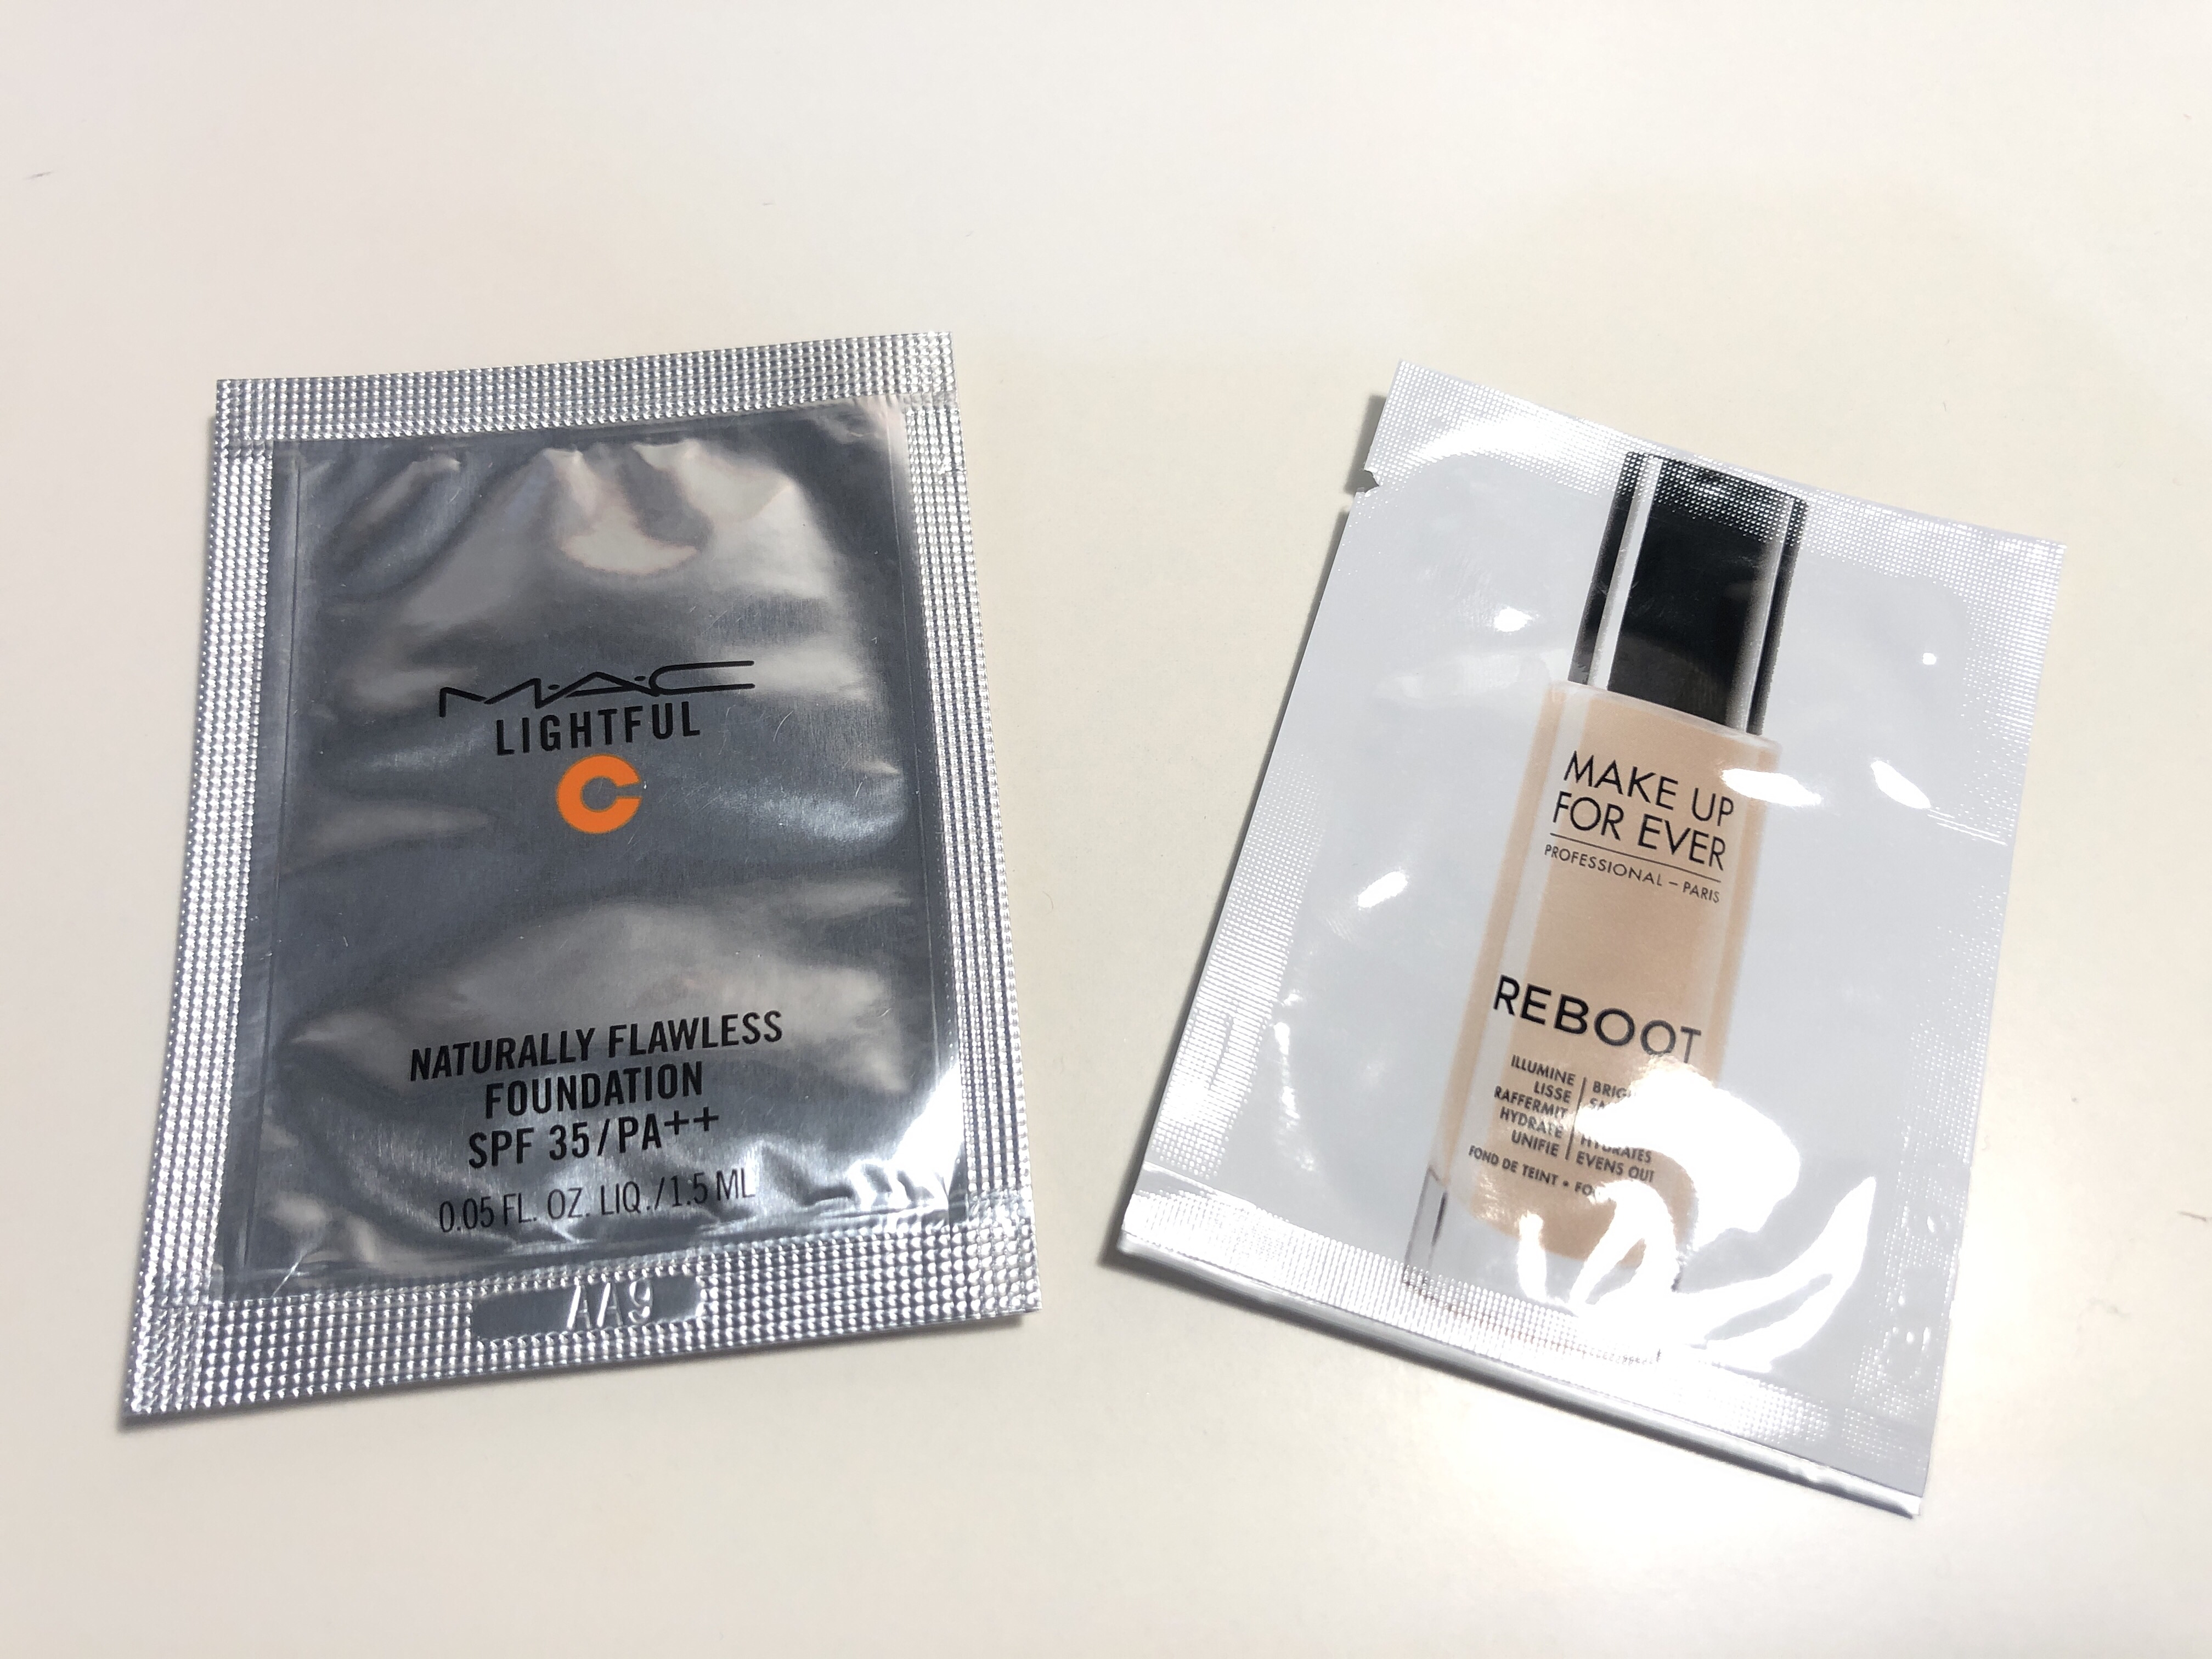 M·A·C
LIGHTFUL
C
NATURALLY FLAWLESS
FOUNDATION
SPF 35/PA++
0.05 FL. OZ. LIQ./1.5 ML
AA9
MAKE UP
FOR EVER
PROFESSIONAL – PARIS
REBOOT
ILLUMINE
LISSE
RAFFERMIT
HYDRATE
UNIFIE
HYDRATES
EVENS OUT
FOND DE TEINT •